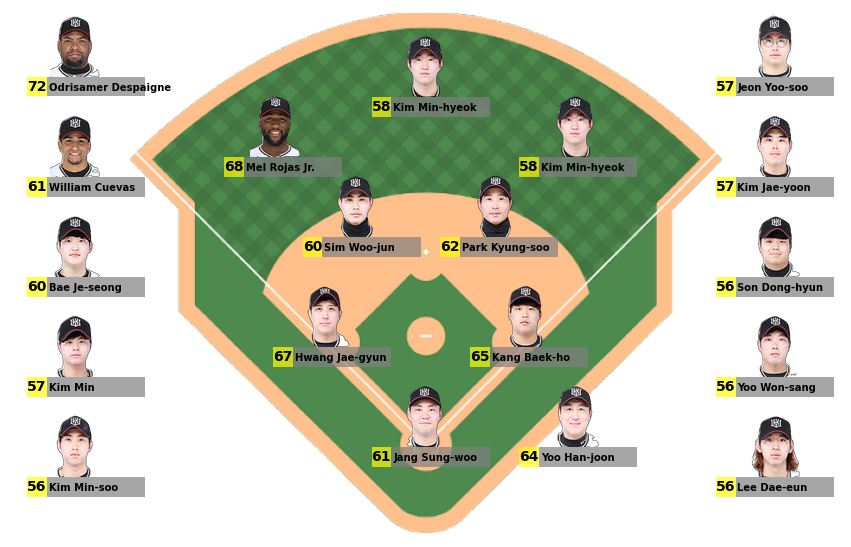 72 Odrisamer Despaigne
58 Kim Min-hyeok
57 Jeon Yoo-soo
68 Mel Rojas Jr.
58 Kim Min-hyeok
61 William Cuevas
57 Kim Jae-yoon
60 Sim Woo-jun
62 Park Kyung-soo
60 Bae Je-seong
56 Son Dong-hyun
67 Hwang Jae-gyun
65 Kang Baek-ho
57 Kim Min
56 Yoo Won-sang
61 Jang Sung-woo
64 Yoo Han-joon
56 Kim Min-soo
56 Lee Dae-eun